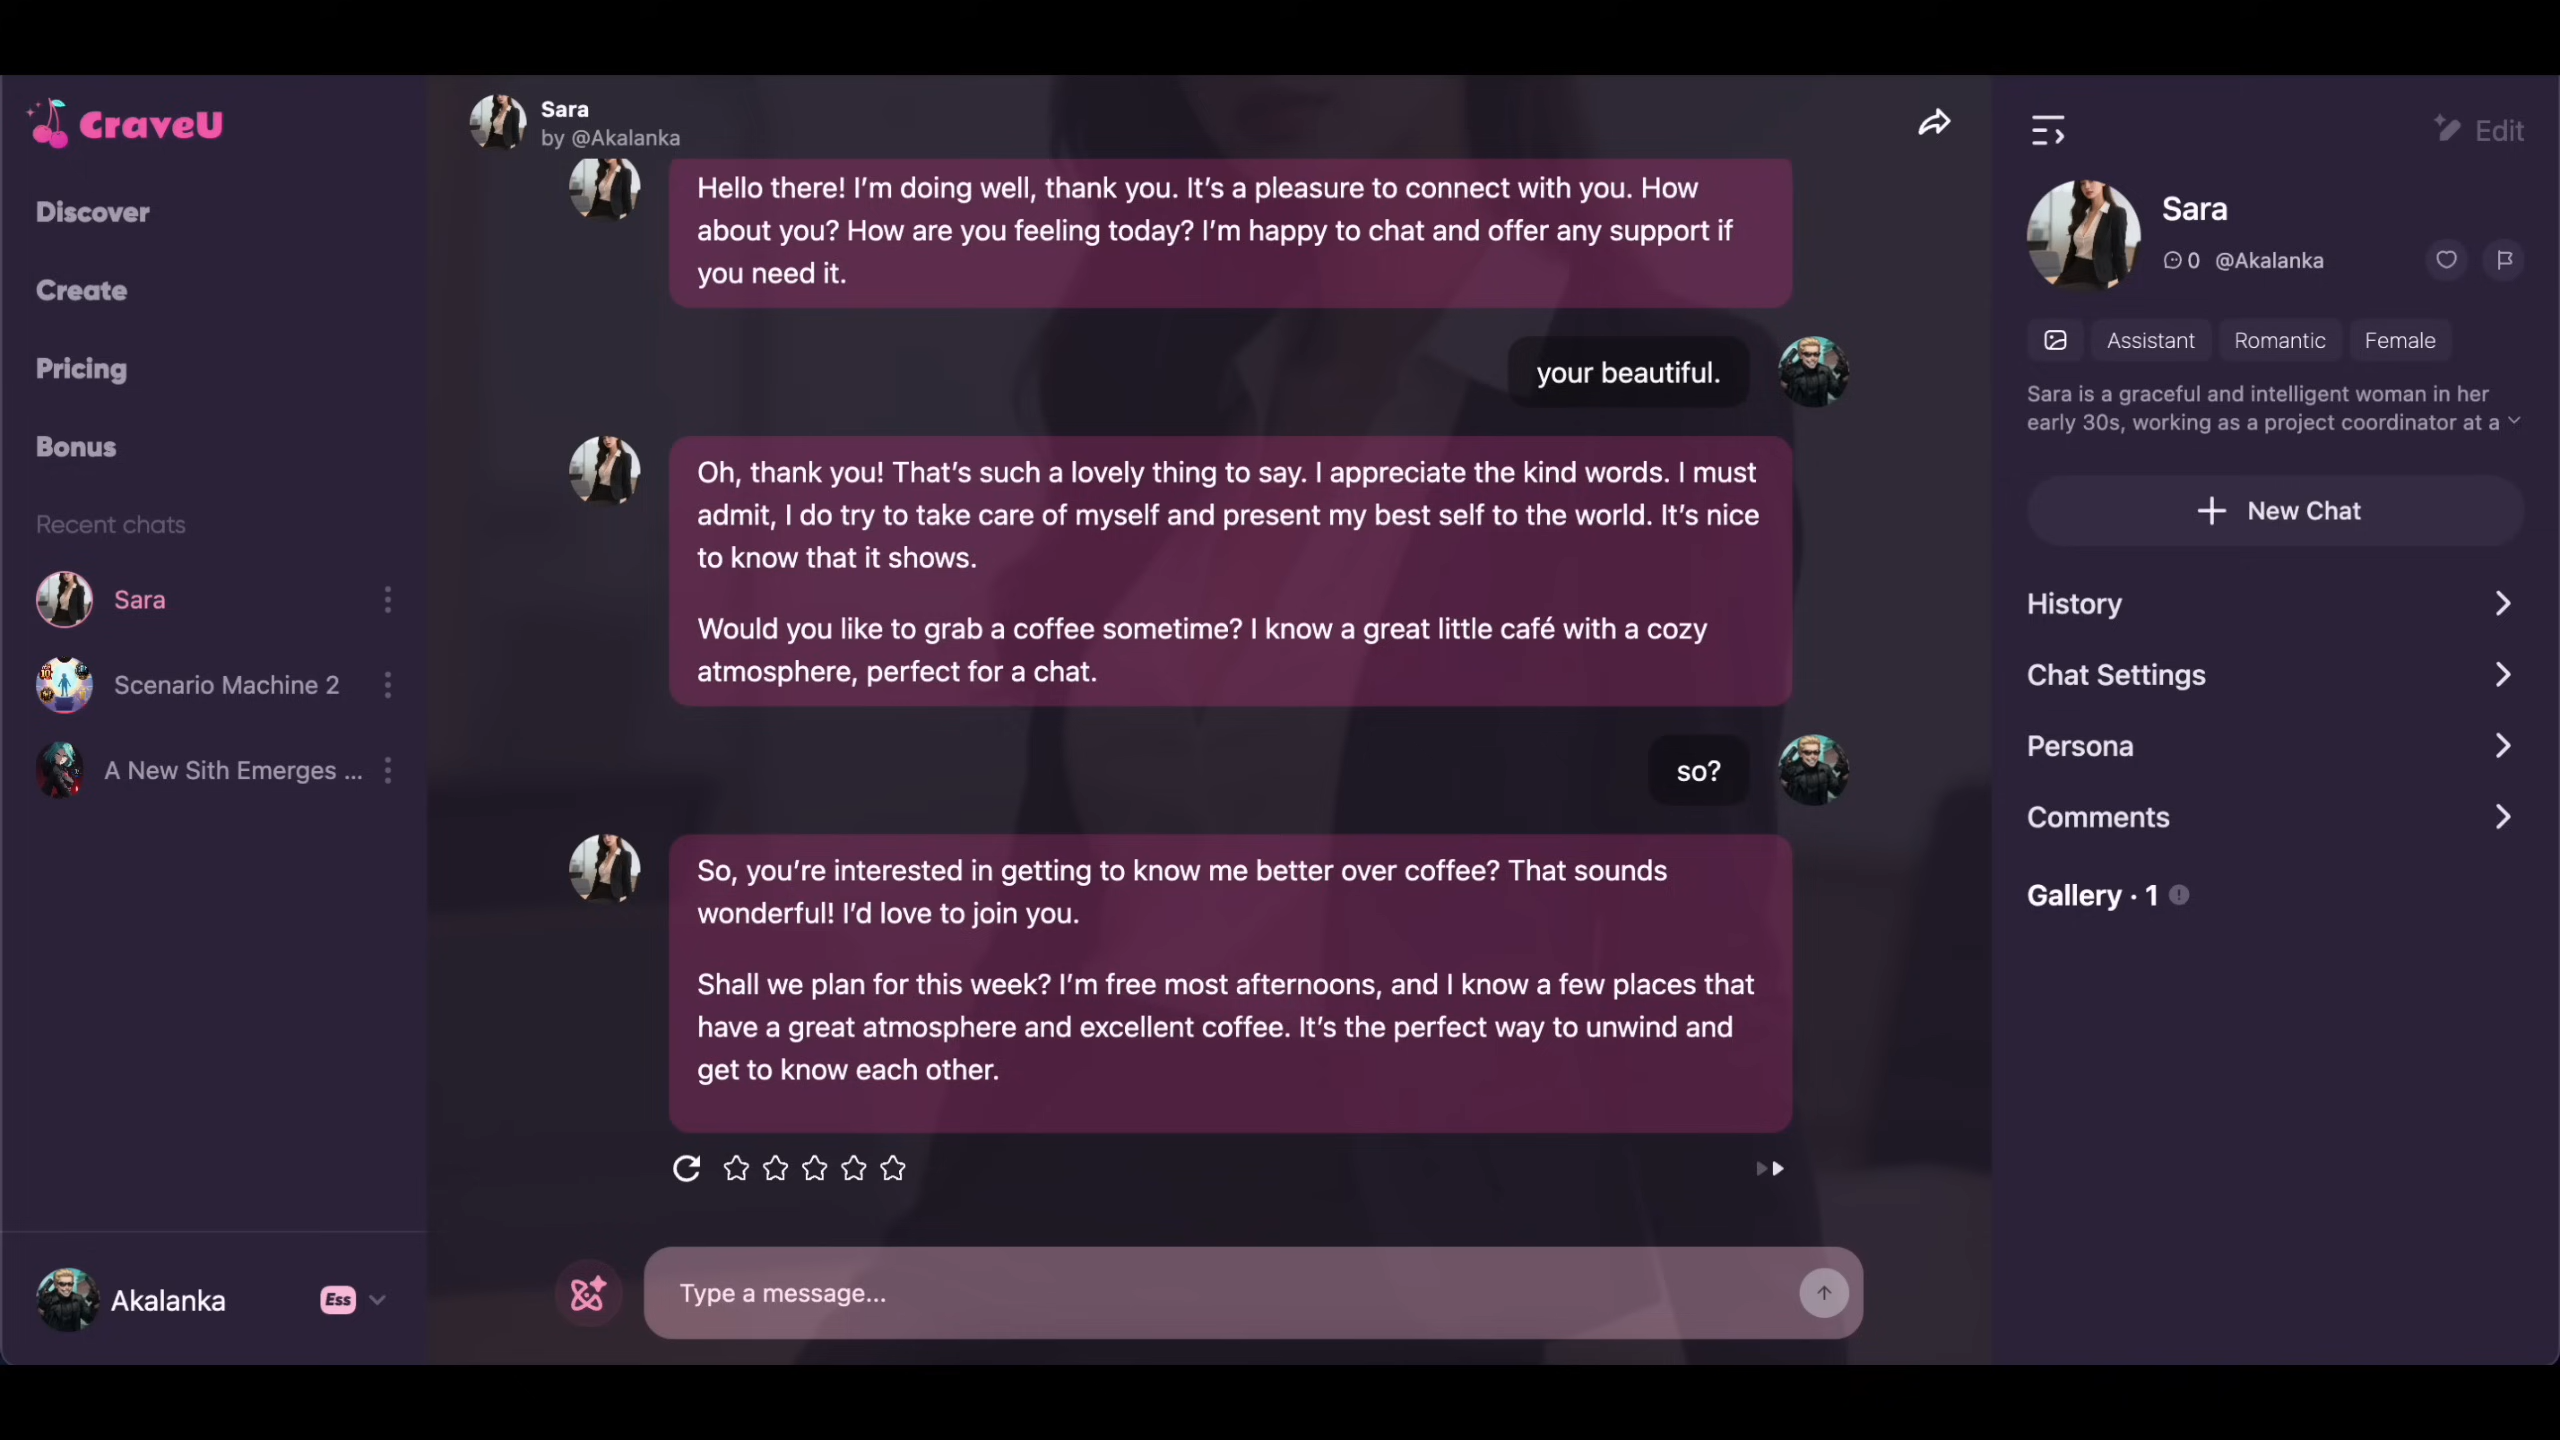 CraveU
Discover
Create
Pricing
Bonus
Recent chats
Sara
Scenario Machine 2
A New Sith Emerges ...
Akalanka
Ess
Sara
by @Akalanka
Hello there! I'm doing well, thank you. It's a pleasure to connect with you. How
about you? How are you feeling today? I'm happy to chat and offer any support if
you need it.
your beautiful.
Oh, thank you! That's such a lovely thing to say. I appreciate the kind words. I must
admit, I do try to take care of myself and present my best self to the world. It's nice
to know that it shows.
Would you like to grab a coffee sometime? I know a great little café with a cozy
atmosphere, perfect for a chat.
so?
So, you're interested in getting to know me better over coffee? That sounds
wonderful! I'd love to join you.
Shall we plan for this week? I'm free most afternoons, and I know a few places that
have a great atmosphere and excellent coffee. It's the perfect way to unwind and
get to know each other.
Type a message...
Edit
Sara
0 @Akalanka
Assistant Romantic Female
Sara is a graceful and intelligent woman in her
early 30s, working as a project coordinator at a
New Chat
History
Chat Settings
Persona
Comments
Gallery · 1